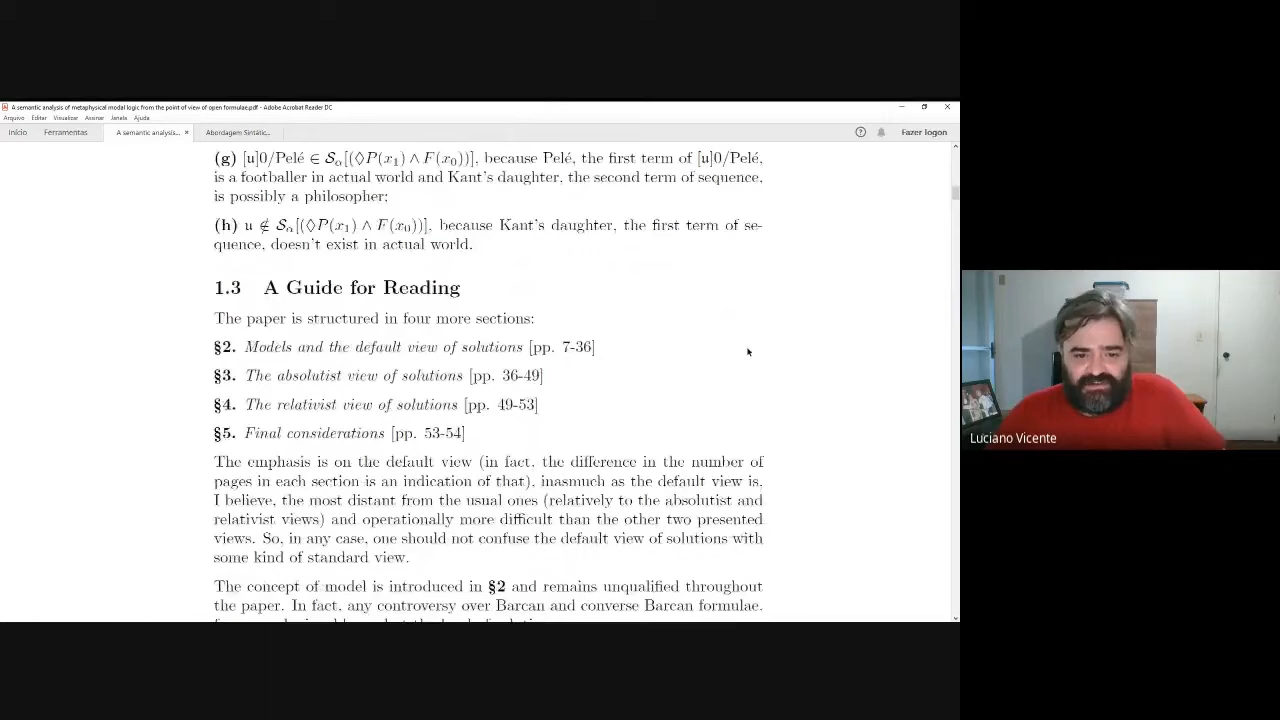 A semantic analysis of metaphysical modal logic from the point of view of open formulae.pdf - Adobe Acrobat Reader DC
Arquivo Editar Visualizar Assinar Janela Ajuda
Início Ferramentas A semantic analysis... × Abordagem Sintátic... Fazer logon
(g) [𝔲]0/Pelé ∈ 𝒮α[(◊P(x₁) ∧ F(x₀))], because Pelé, the first term of [𝔲]0/Pelé,
is a footballer in actual world and Kant's daughter, the second term of sequence,
is possibly a philosopher;
(h) 𝔲 ∉ 𝒮α[(◊P(x₁) ∧ F(x₀))], because Kant's daughter, the first term of se-
quence, doesn't exist in actual world.
1.3 A Guide for Reading
The paper is structured in four more sections:
§2. Models and the default view of solutions [pp. 7-36]
§3. The absolutist view of solutions [pp. 36-49]
§4. The relativist view of solutions [pp. 49-53]
§5. Final considerations [pp. 53-54]
The emphasis is on the default view (in fact, the difference in the number of
pages in each section is an indication of that), inasmuch as the default view is,
I believe, the most distant from the usual ones (relatively to the absolutist and
relativist views) and operationally more difficult than the other two presented
views. So, in any case, one should not confuse the default view of solutions with
some kind of standard view.
The concept of model is introduced in §2 and remains unqualified throughout
the paper. In fact, any controversy over Barcan and converse Barcan formulae,
Luciano Vicente